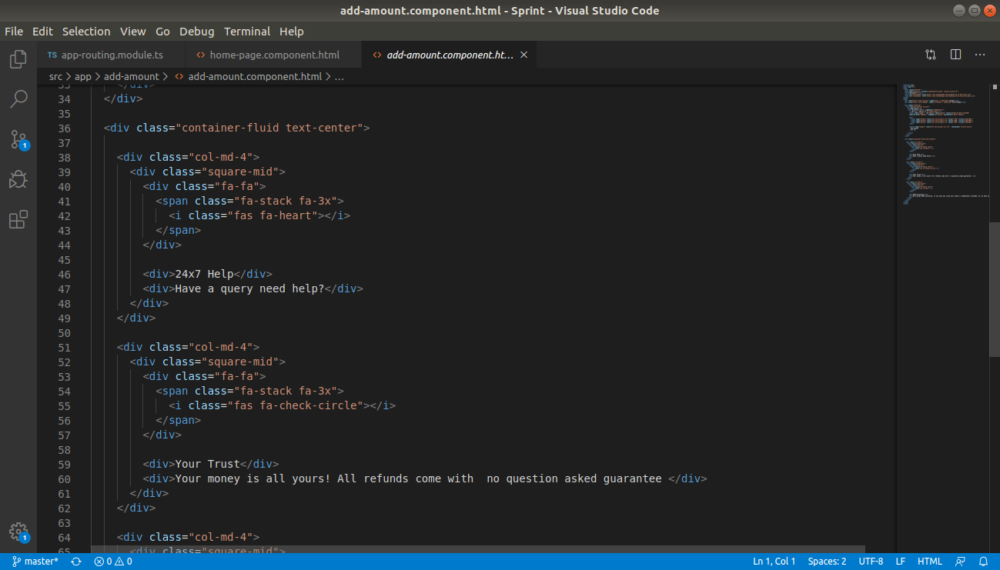 add-amount.component.html - Sprint - Visual Studio Code
File Edit Selection View Go Debug Terminal Help
TS app-routing.module.ts <> home-page.component.html <> add-amount.component.ht...
src > app > add-amount > <> add-amount.component.html > ...
33 </div>
34 </div>
35
36 <div class="container-fluid text-center">
37
38 <div class="col-md-4">
39 <div class="square-mid">
40 <div class="fa-fa">
41 <span class="fa-stack fa-3x">
42 <i class="fas fa-heart"></i>
43 </span>
44 </div>
45
46 <div>24x7 Help</div>
47 <div>Have a query need help?</div>
48 </div>
49 </div>
50
51 <div class="col-md-4">
52 <div class="square-mid">
53 <div class="fa-fa">
54 <span class="fa-stack fa-3x">
55 <i class="fas fa-check-circle"></i>
56 </span>
57 </div>
58
59 <div>Your Trust</div>
60 <div>Your money is all yours! All refunds come with  no question asked guarantee </div>
61 </div>
62 </div>
63
64 <div class="col-md-4">
65 <div class="square-mid">
1
1
master* 0 0 Ln 1, Col 1 Spaces: 2 UTF-8 LF HTML